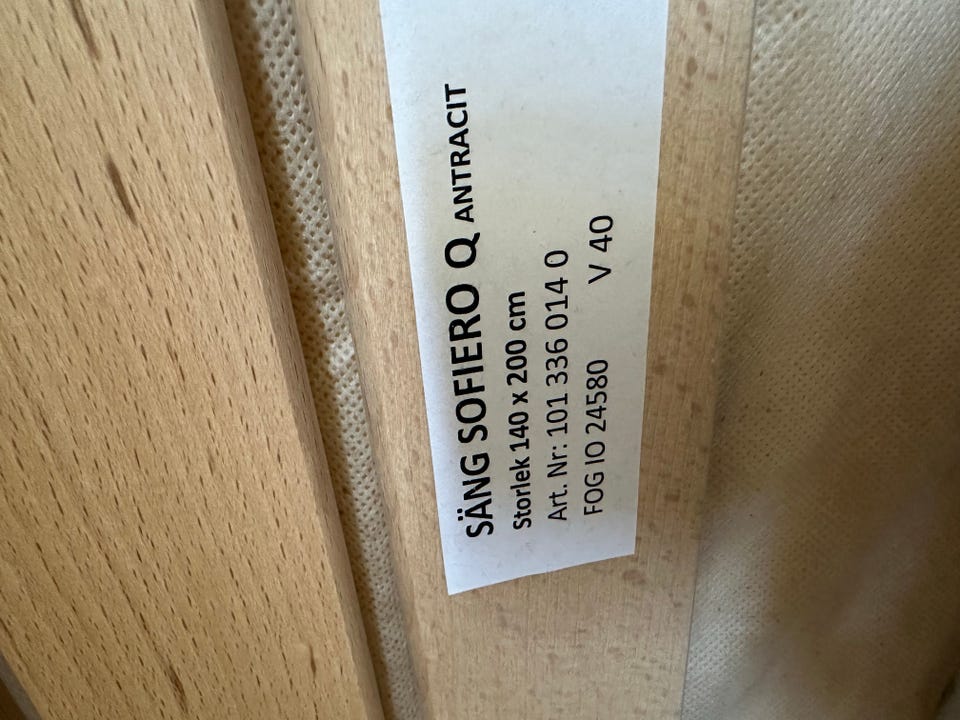 SÄNG SOFIERO Q ANTRACIT
Storlek 140 x 200 cm
Art. Nr: 101 336 014 0
FOG IO 24580 V 40